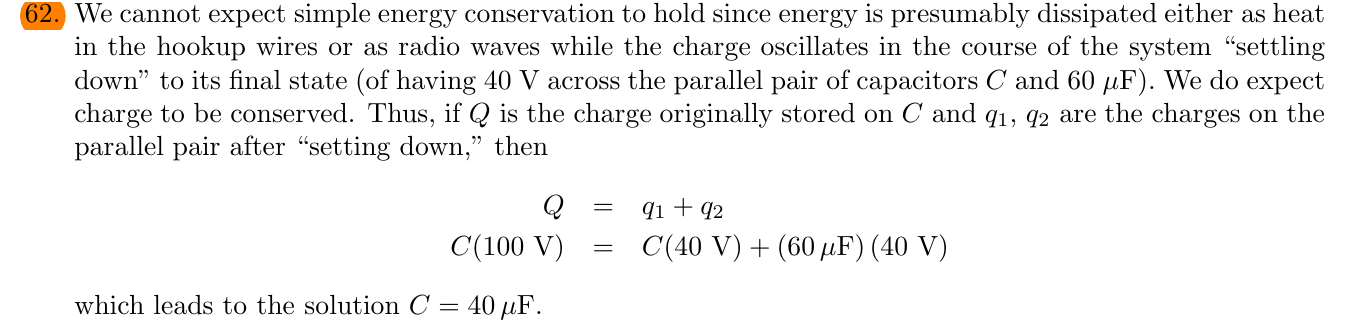 62. We cannot expect simple energy conservation to hold since energy is presumably dissipated either as heat
in the hookup wires or as radio waves while the charge oscillates in the course of the system “settling
down” to its final state (of having 40 V across the parallel pair of capacitors C and 60 μF). We do expect
charge to be conserved. Thus, if Q is the charge originally stored on C and q₁, q₂ are the charges on the
parallel pair after “setting down,” then
Q = q₁ + q₂
C(100 V) = C(40 V) + (60 μF) (40 V)
which leads to the solution C = 40 μF.